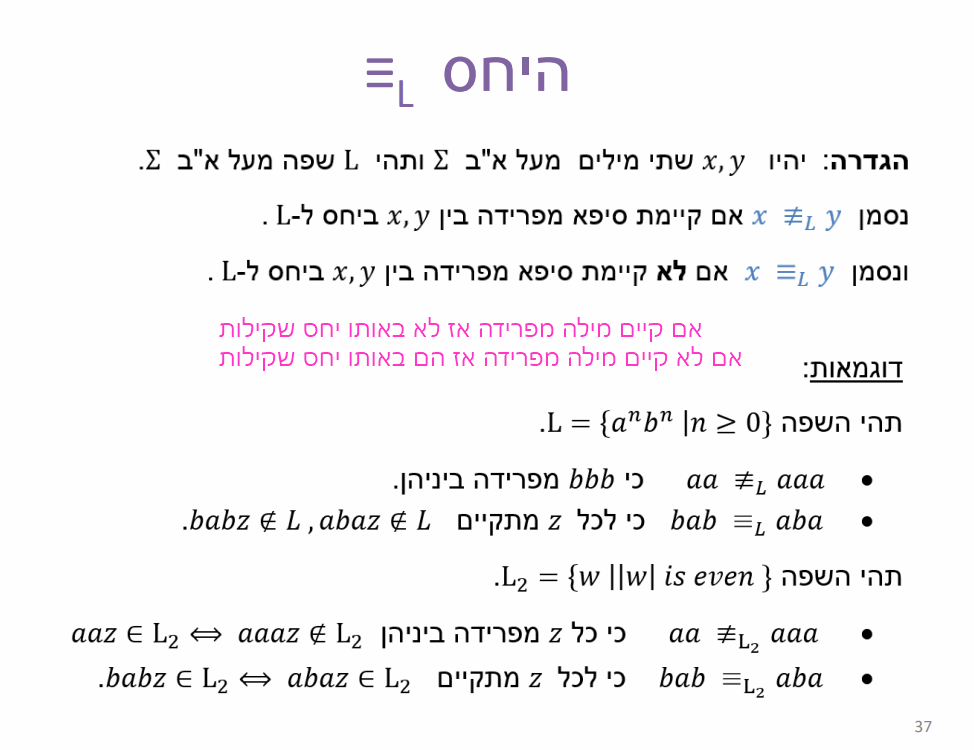 היחס ≡L
הגדרה: יהיו x, y שתי מילים מעל א"ב Σ ותהי L שפה מעל א"ב Σ.
נסמן x ≢L y אם קיימת סיפא מפרידה בין x, y ביחס ל-L .
ונסמן x ≡L y אם לא קיימת סיפא מפרידה בין x, y ביחס ל-L .
אם קיים מילה מפרידה אז לא באותו יחס שקילות
אם לא קיים מילה מפרידה אז הם באותו יחס שקילות
דוגמאות:
תהי השפה L = {aⁿbⁿ |n ≥ 0}.
• aa ≢L aaa כי bbb מפרידה ביניהן.
• bab ≡L aba כי לכל z מתקיים babz ∉ L , abaz ∉ L.
תהי השפה L₂ = {w ||w| is even }.
• aa ≢L₂ aaa כי כל z מפרידה ביניהן aaz ∈ L₂ ⟺ aaaz ∉ L₂
• bab ≡L₂ aba כי לכל z מתקיים babz ∈ L₂ ⟺ abaz ∈ L₂.
37